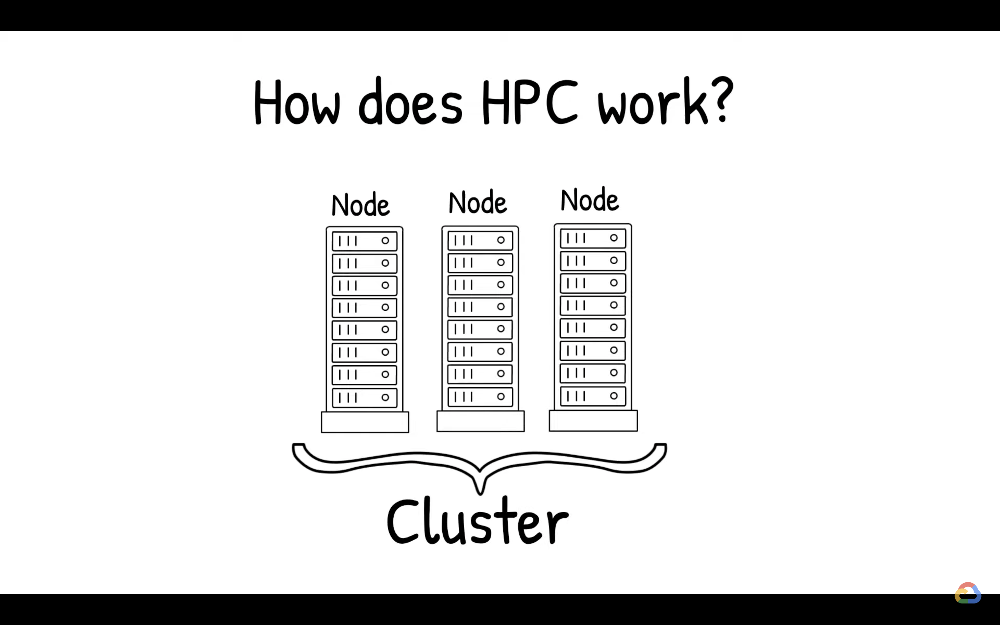 How does HPC work?
Node Node Node
Cluster